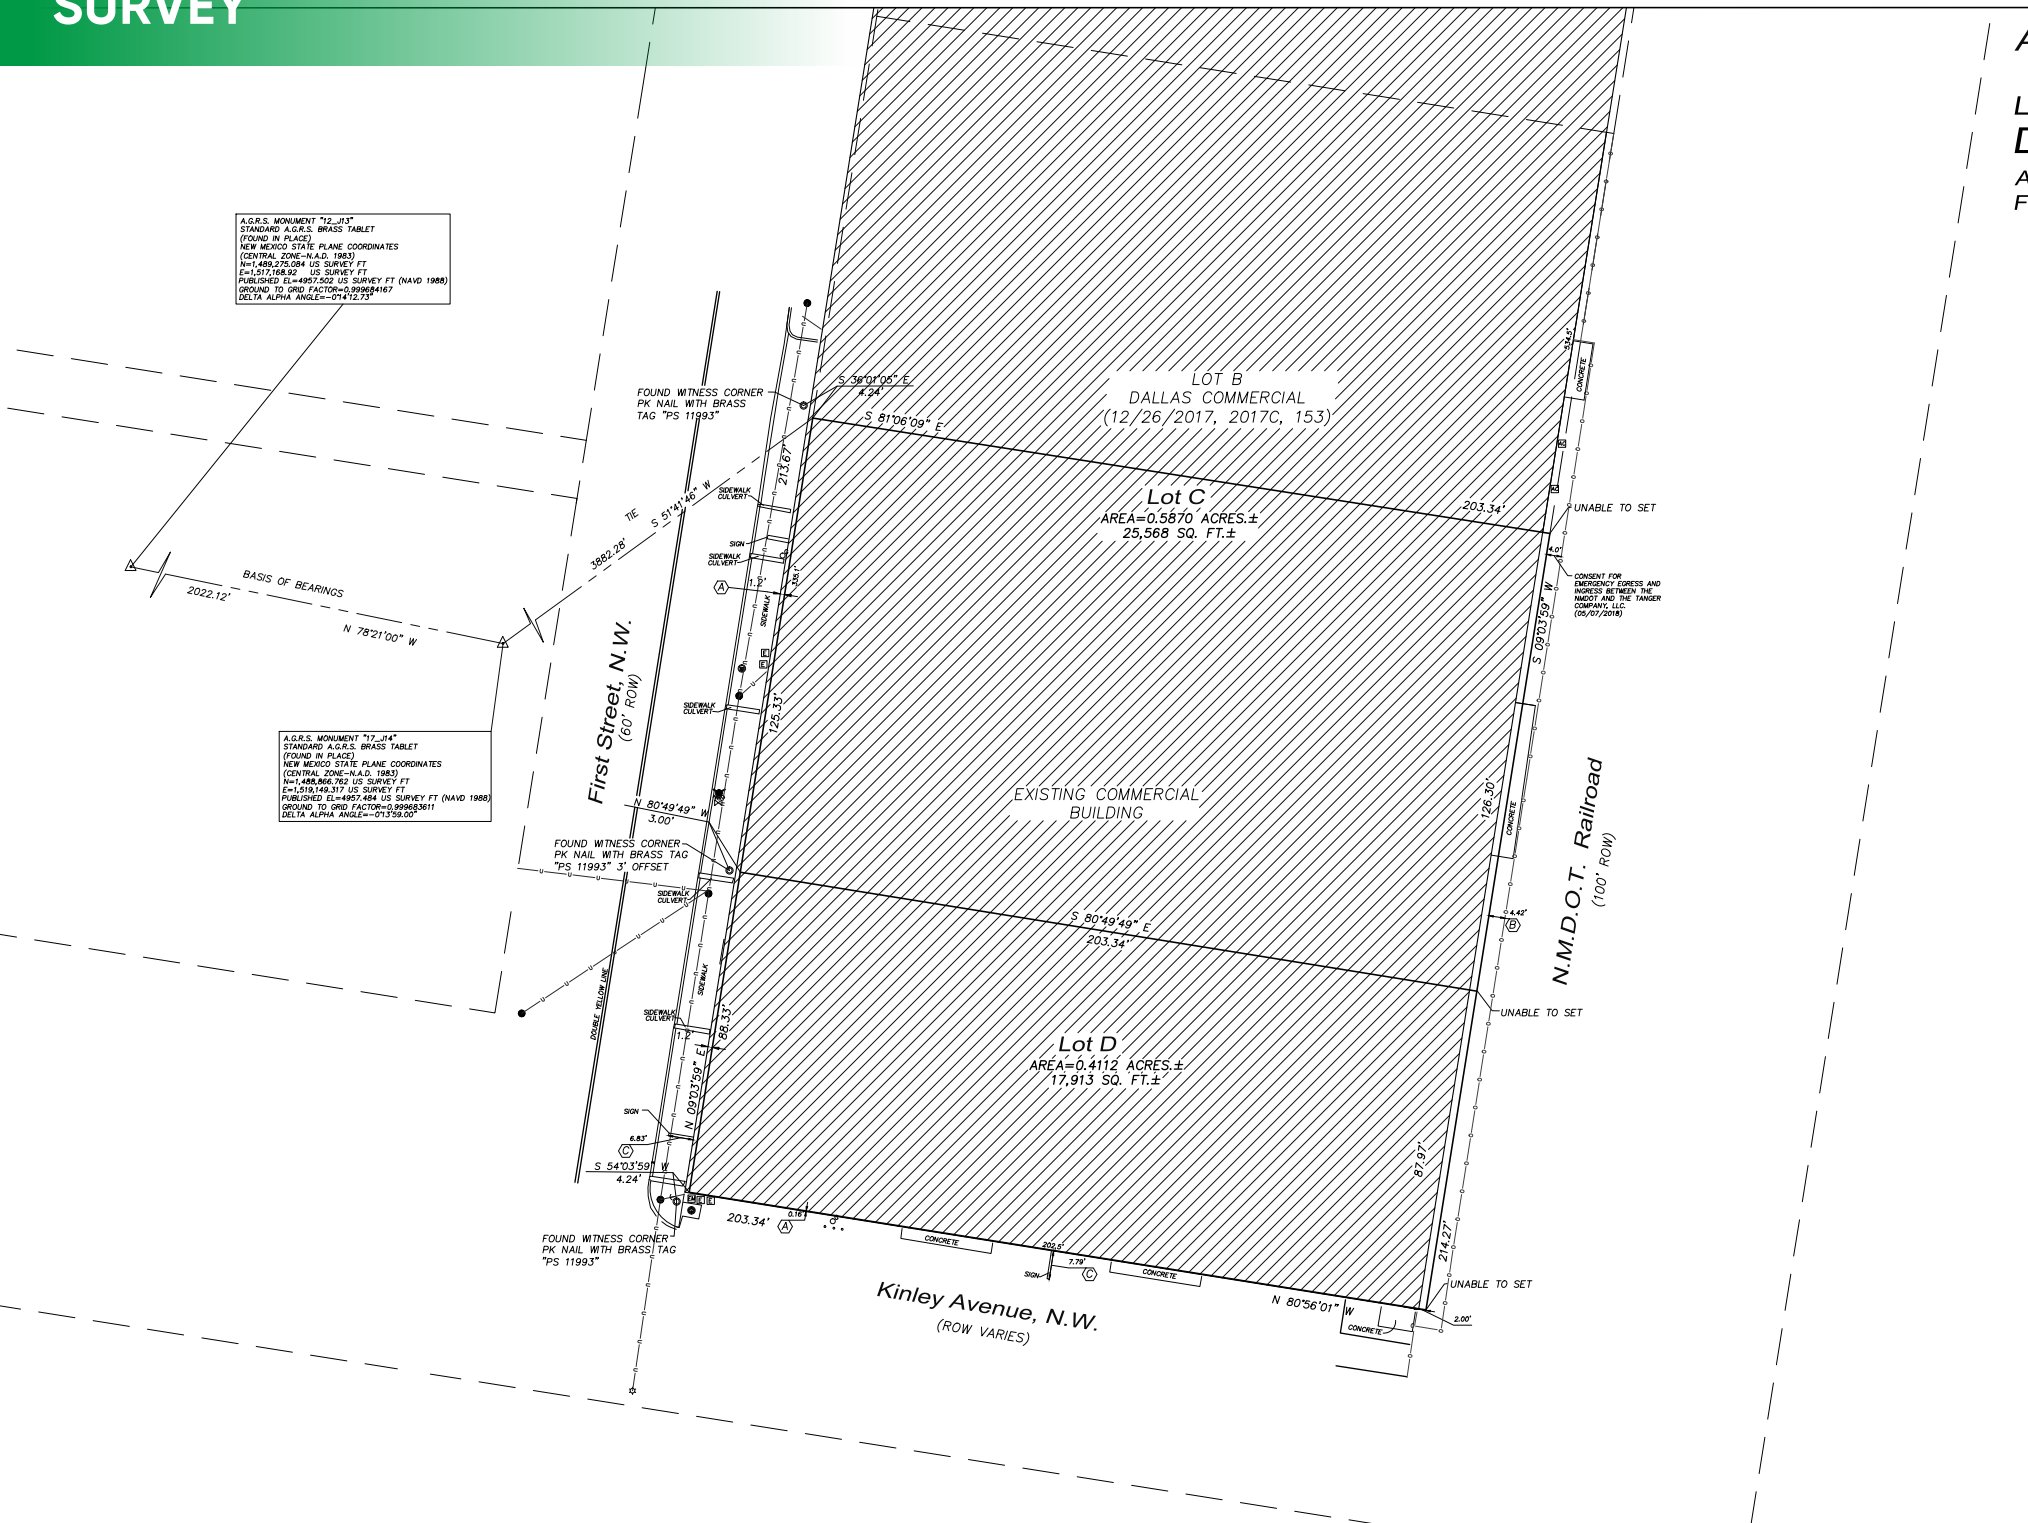 SURVEY
A
L
D
A
F
A.G.R.S. MONUMENT "12_J13"
STANDARD A.G.R.S. BRASS TABLET
(FOUND IN PLACE)
NEW MEXICO STATE PLANE COORDINATES
(CENTRAL ZONE-N.A.D. 1983)
N=1,489,275.084 US SURVEY FT
E=1,517,168.92 US SURVEY FT
PUBLISHED EL=4957.502 US SURVEY FT (NAVD 1988)
GROUND TO GRID FACTOR=0.999684167
DELTA ALPHA ANGLE=-0°14'12.73"
FOUND WITNESS CORNER
PK NAIL WITH BRASS
TAG "PS 11993"
S 36°01'05" E
4.24'
S 81°06'09" E
203.34'
LOT B
DALLAS COMMERCIAL
(12/26/2017, 2017C, 153)
534.5'
CONCRETE
AC
AC
UNABLE TO SET
4.0'
CONSENT FOR
EMERGENCY EGRESS AND
INGRESS BETWEEN THE
NMDOT AND THE TANGER
COMPANY, LLC.
(05/07/2018)
Lot C
AREA=0.5870 ACRES.±
25,568 SQ. FT.±
213.67'
SIDEWALK
CULVERT
SIGN
SIDEWALK
CULVERT
A
1.2'
335.1'
SIDEWALK
TIE
S 51°41'46" W
3882.28'
BASIS OF BEARINGS
2022.12'
N 78°21'00" W
S 09°03'59" W
E
E
First Street, N.W.
(60' ROW)
SIDEWALK
CULVERT
125.33'
A.G.R.S. MONUMENT "17_J14"
STANDARD A.G.R.S. BRASS TABLET
(FOUND IN PLACE)
NEW MEXICO STATE PLANE COORDINATES
(CENTRAL ZONE-N.A.D. 1983)
N=1,488,866.762 US SURVEY FT
E=1,519,149.317 US SURVEY FT
PUBLISHED EL=4957.484 US SURVEY FT (NAVD 1988)
GROUND TO GRID FACTOR=0.999683611
DELTA ALPHA ANGLE=-0°13'59.00"
EXISTING COMMERCIAL
BUILDING
126.30'
CONCRETE
N.M.D.O.T. Railroad
(100' ROW)
N 80°49'49" W
3.00'
FOUND WITNESS CORNER
PK NAIL WITH BRASS TAG
"PS 11993" 3' OFFSET
SIDEWALK
CULVERT
S 80°49'49" E
203.34'
4.42'
B
UNABLE TO SET
DOUBLE YELLOW LINE
SIDEWALK
SIDEWALK
CULVERT
1.2'
88.33'
Lot D
AREA=0.4112 ACRES.±
17,913 SQ. FT.±
N 09°03'59" E
SIGN
6.83'
C
S 54°03'59" W
4.24'
87.97'
214.27'
EM
E
E
203.34'
0.16'
A
FOUND WITNESS CORNER
PK NAIL WITH BRASS TAG
"PS 11993"
CONCRETE
202.5'
7.79'
SIGN
C
CONCRETE
UNABLE TO SET
N 80°56'01" W
2.00'
CONCRETE
Kinley Avenue, N.W.
(ROW VARIES)